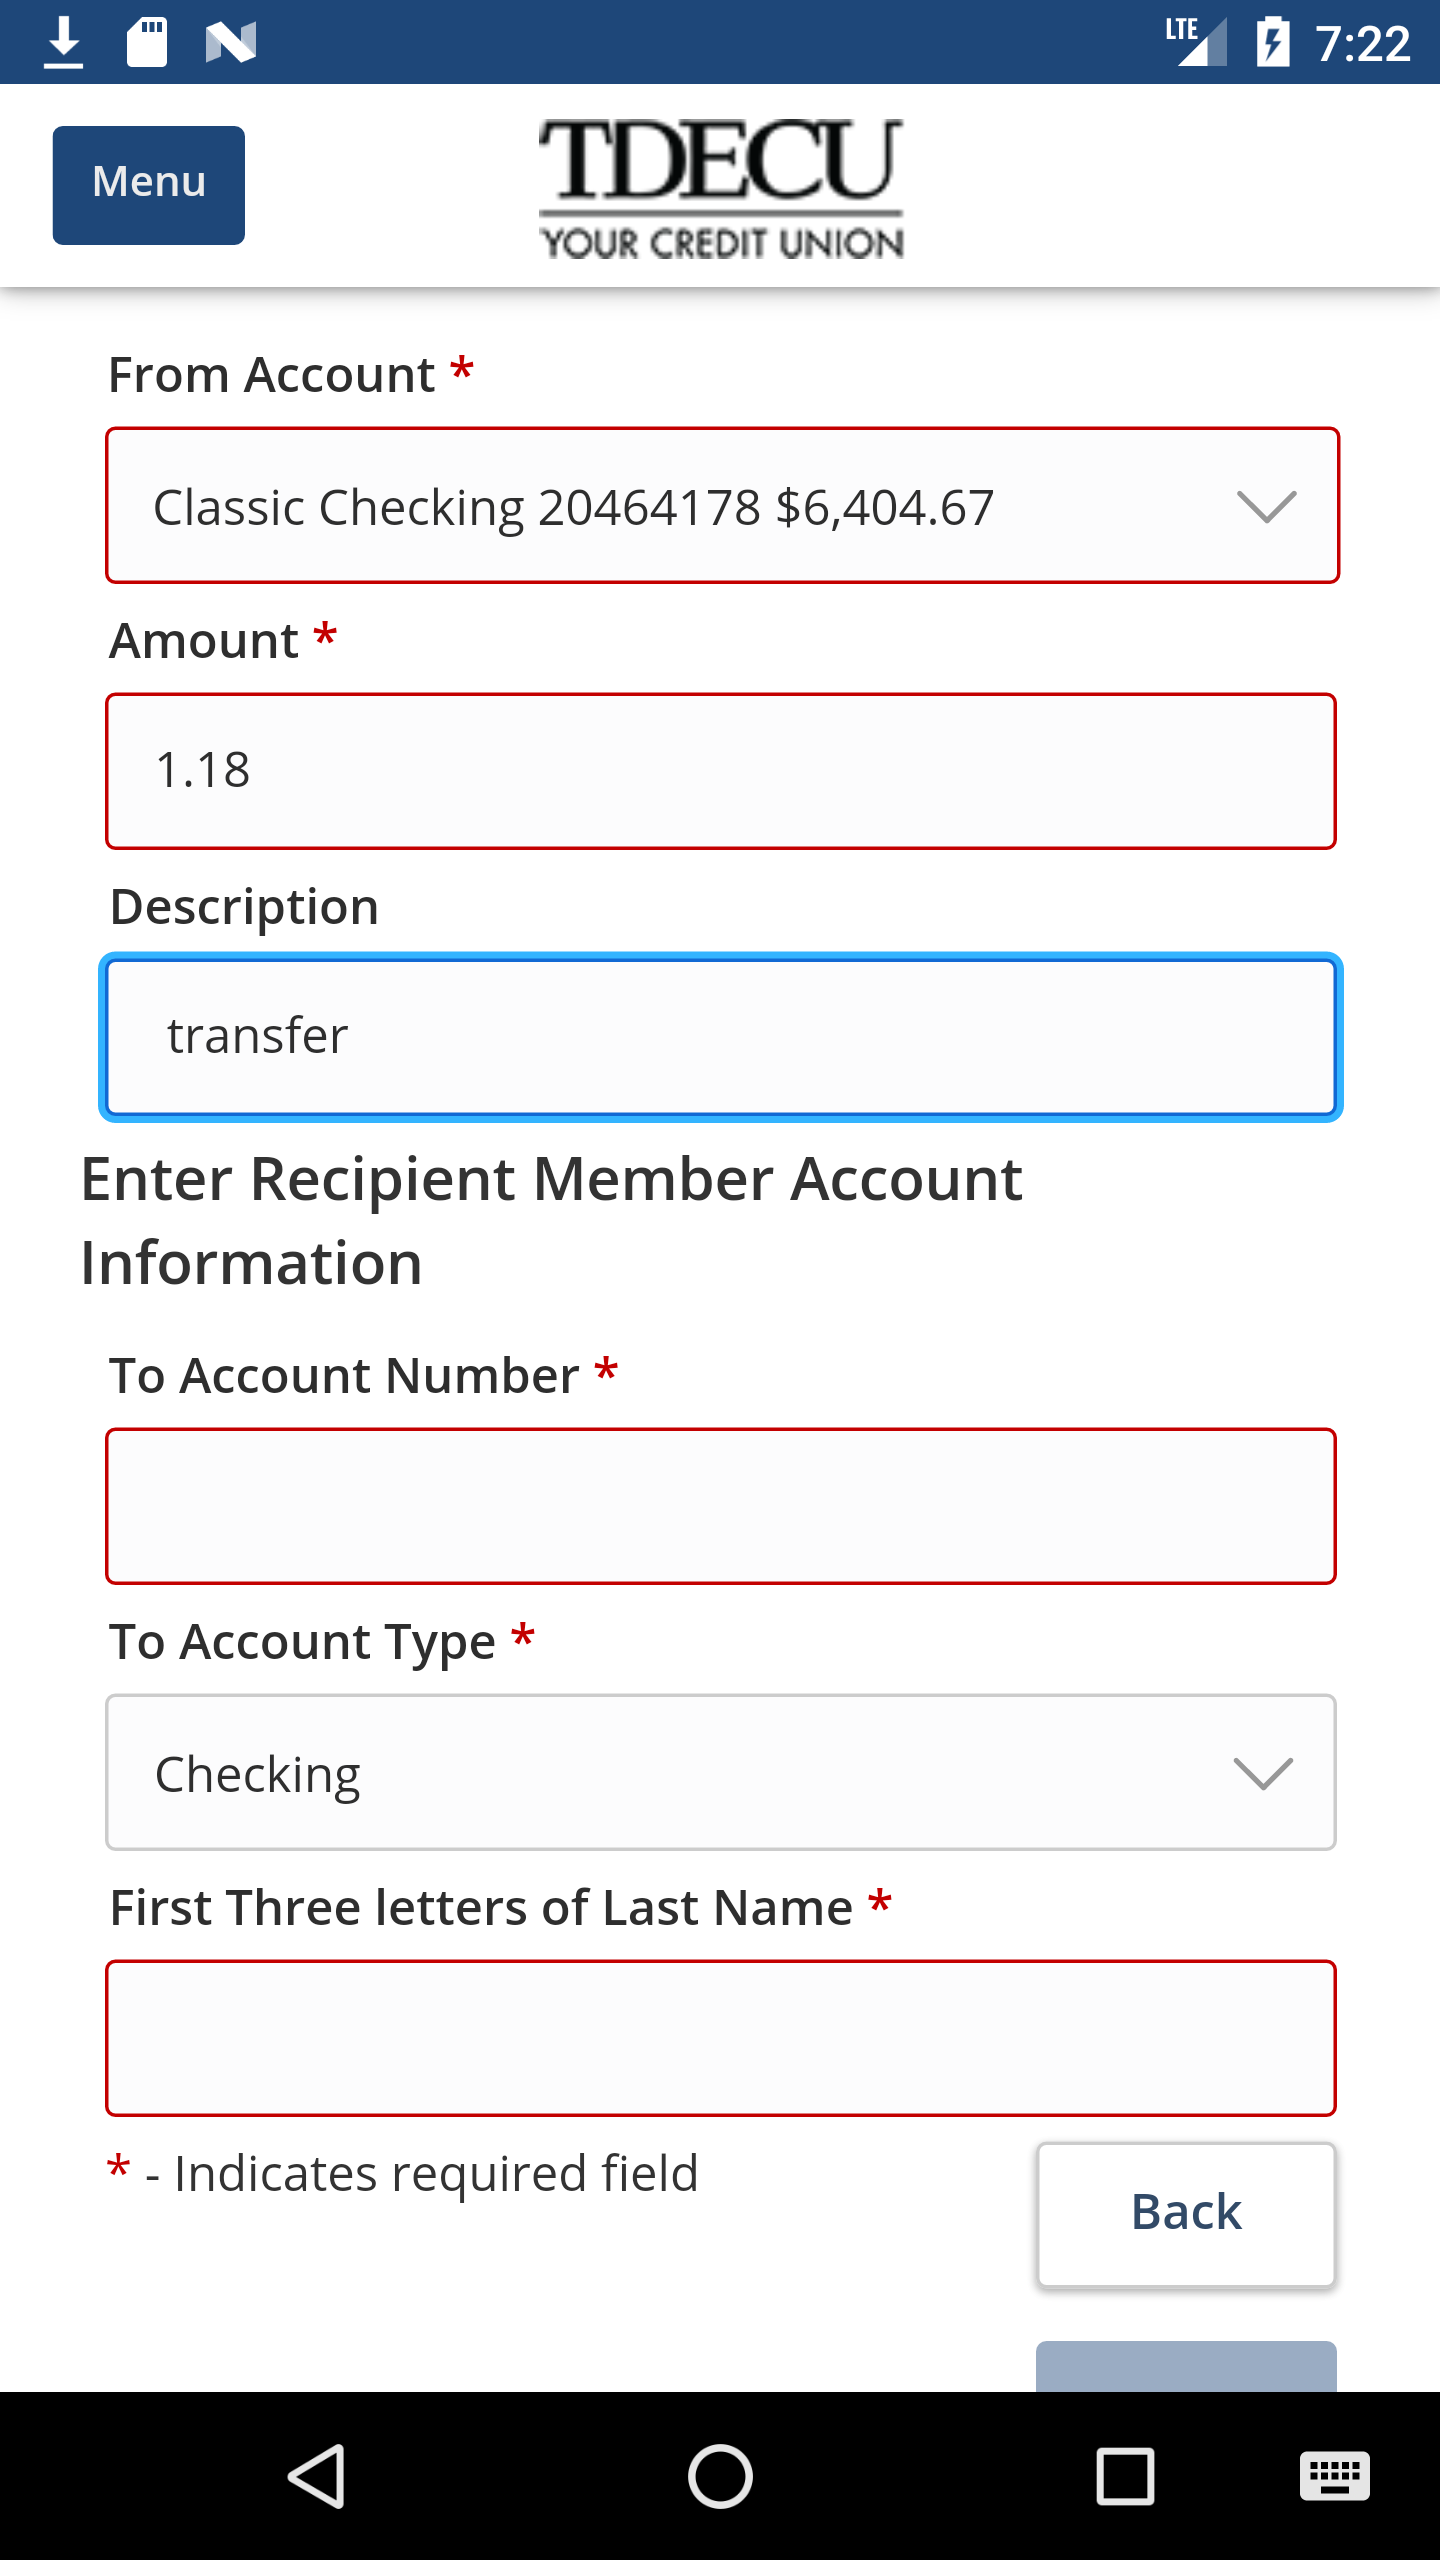 LTE 7:22
Menu
TDECU
YOUR CREDIT UNION
From Account *
Classic Checking 20464178 $6,404.67
Amount *
1.18
Description
transfer
Enter Recipient Member Account
Information
To Account Number *
To Account Type *
Checking
First Three letters of Last Name *
* - Indicates required field
Back